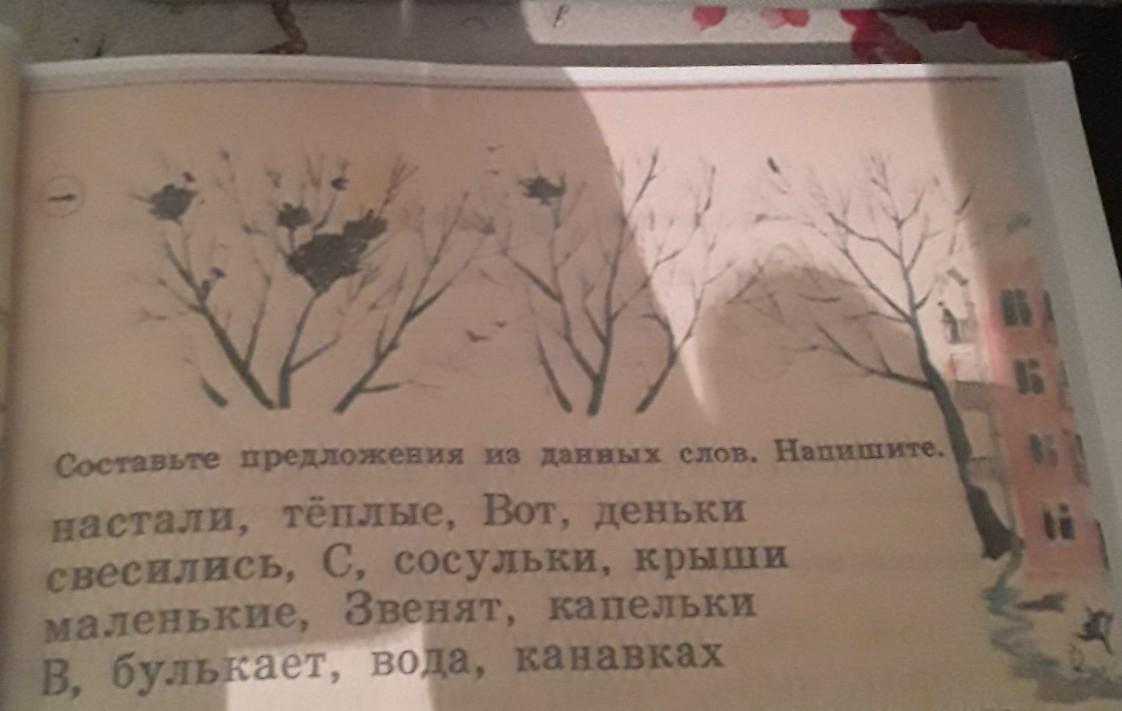 Составьте предложения из данных слов. Напишите.
настали, тёплые, Вот, деньки
свесились, С, сосульки, крыши
маленькие, Звенят, капельки
В, булькает, вода, канавках